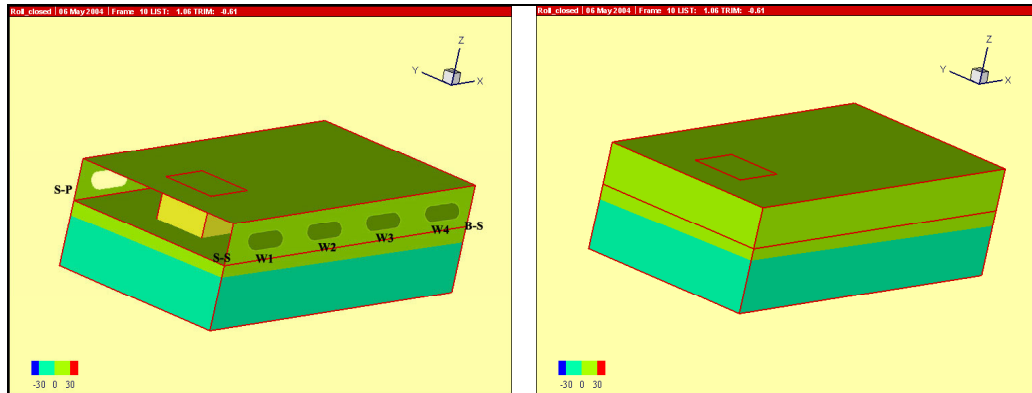 Roll_closed | 06 May 2004 | Frame 10 LIST: 1.06 TRIM: -0.61
Z
Y
X
S-P
W4
B-S
W3
W2
S-S
W1
-30 0 30
Roll_closed | 06 May 2004 | Frame 10 LIST: 1.06 TRIM: -0.61
Z
Y
X
-30 0 30